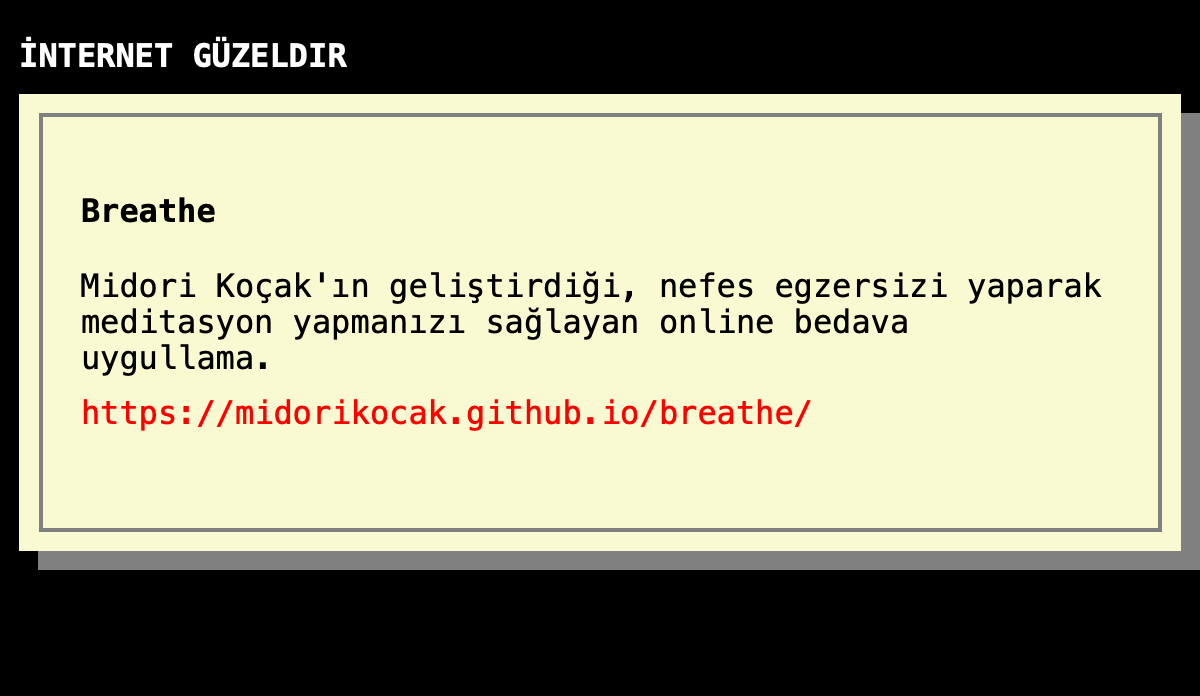 İNTERNET GÜZELDIR
Breathe
Midori Koçak'ın geliştirdiği, nefes egzersizi yaparak
meditasyon yapmanızı sağlayan online bedava
uygullama.
https://midorikocak.github.io/breathe/